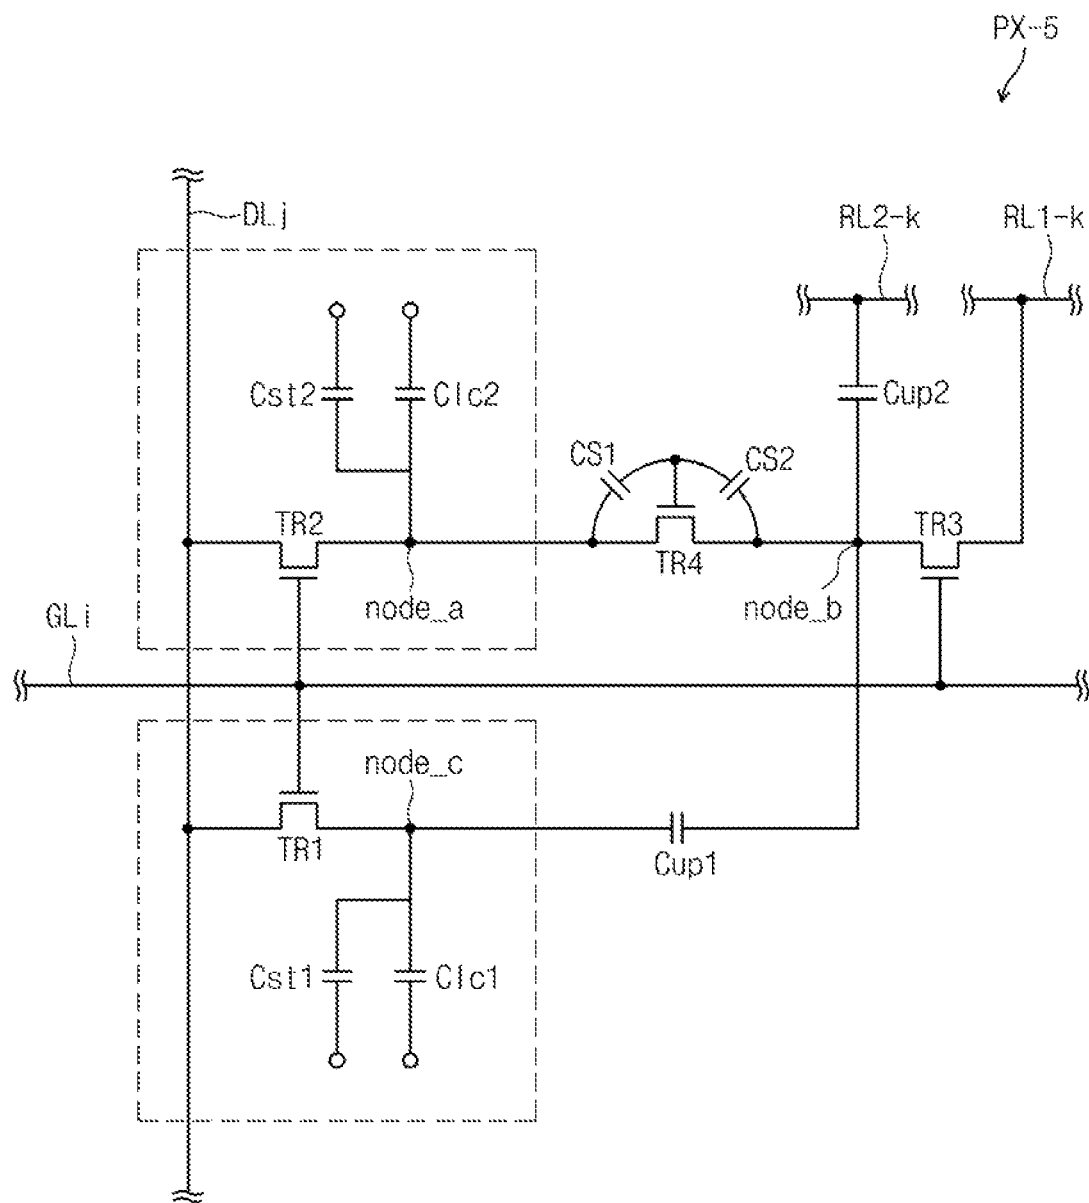 PX-5
DLj
RL2-k
RL1-k
Cst2
Clc2
Cup2
CS1
CS2
TR2
TR3
TR4
node_a
node_b
GLi
node_c
TR1
Cup1
Cst1
Clc1